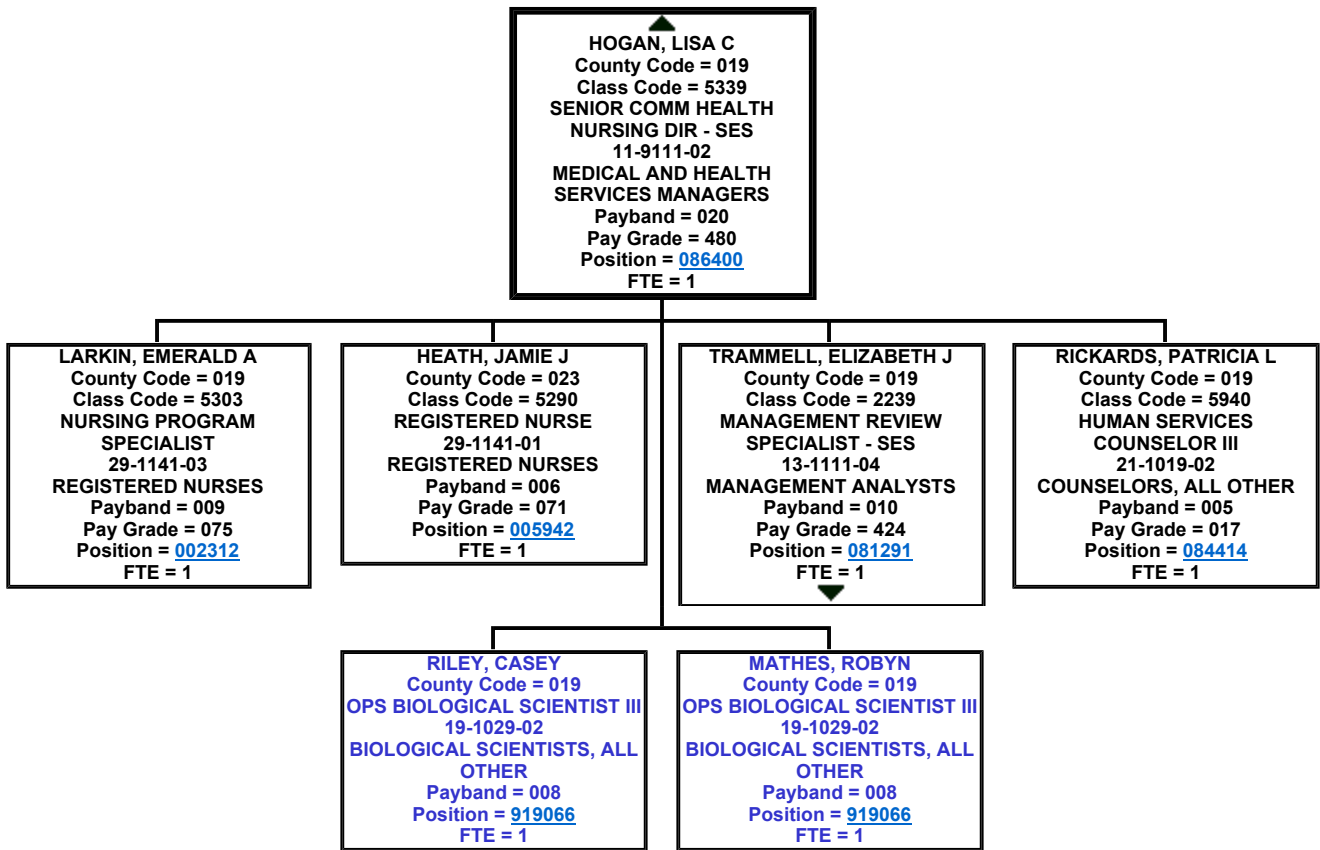 HOGAN, LISA C
County Code = 019
Class Code = 5339
SENIOR COMM HEALTH
NURSING DIR - SES
11-9111-02
MEDICAL AND HEALTH
SERVICES MANAGERS
Payband = 020
Pay Grade = 480
Position = 086400
FTE = 1
LARKIN, EMERALD A
County Code = 019
Class Code = 5303
NURSING PROGRAM
SPECIALIST
29-1141-03
REGISTERED NURSES
Payband = 009
Pay Grade = 075
Position = 002312
FTE = 1
HEATH, JAMIE J
County Code = 023
Class Code = 5290
REGISTERED NURSE
29-1141-01
REGISTERED NURSES
Payband = 006
Pay Grade = 071
Position = 005942
FTE = 1
TRAMMELL, ELIZABETH J
County Code = 019
Class Code = 2239
MANAGEMENT REVIEW
SPECIALIST - SES
13-1111-04
MANAGEMENT ANALYSTS
Payband = 010
Pay Grade = 424
Position = 081291
FTE = 1
RICKARDS, PATRICIA L
County Code = 019
Class Code = 5940
HUMAN SERVICES
COUNSELOR III
21-1019-02
COUNSELORS, ALL OTHER
Payband = 005
Pay Grade = 017
Position = 084414
FTE = 1
RILEY, CASEY
County Code = 019
OPS BIOLOGICAL SCIENTIST III
19-1029-02
BIOLOGICAL SCIENTISTS, ALL
OTHER
Payband = 008
Position = 919066
FTE = 1
MATHES, ROBYN
County Code = 019
OPS BIOLOGICAL SCIENTIST III
19-1029-02
BIOLOGICAL SCIENTISTS, ALL
OTHER
Payband = 008
Position = 919066
FTE = 1